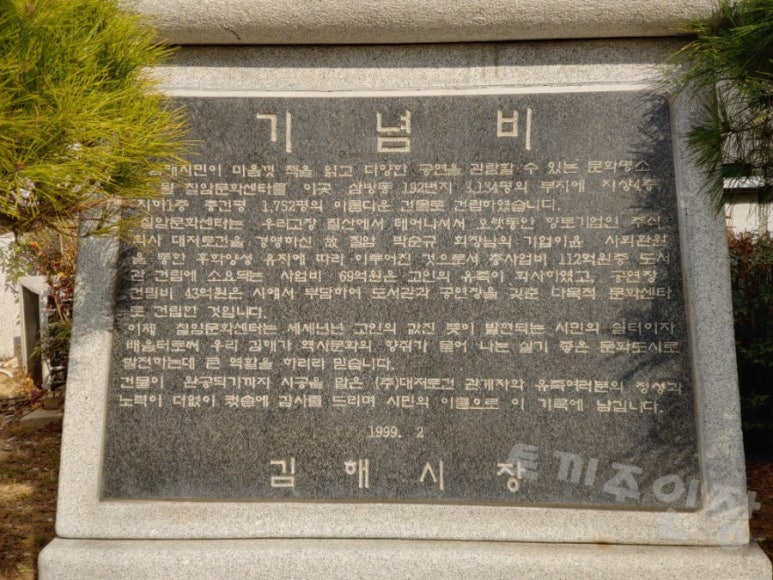 기념비
김해시민이 마음껏 책을 읽고 다양한 공연을 관람할 수 있는 문화명소
칠암문학센타를 이곳 삼방동 192번지 3,134평의 부지에 지상4층,
지하1층 총건평 1,752평의 아름다운 건물로 건립하였습니다.
칠암문학센타는 우리고장 칠산에서 태어나셔서 오랫동안 향토기업인 주식
회사 대저토건을 경영하신 故 칠암 박순규 회장님의 기업이윤 사회환원
을 통한 후학양성 유지에 따라 이루어진 것으로서 총사업비 112억원중 도서
관 건립에 소요되는 사업비 69억원은 고인의 유족이 희사하였고, 공연장
건립비 43억원은 시에서 부담하여 도서관과 공연장을 갖춘 다목적 문화센타
로 건립한 것입니다.
이제 칠암문학센타는 세세년년 고인의 값진 뜻이 발현되는 시민의 쉼터이자
배움터로써 우리 김해가 역사문화의 향취가 묻어 나는 살기 좋은 문화도시로
발전하는데 큰 역할을 하리라 믿습니다.
건물이 완공되기까지 시공을 맡은 (주)대저토건 관계자와 유족여러분의 정성과
노력이 더없이 컸음에 감사를 드리며 시민의 이름으로 이 기록에 남깁니다.
1999. 2
김해시장
토끼주일장